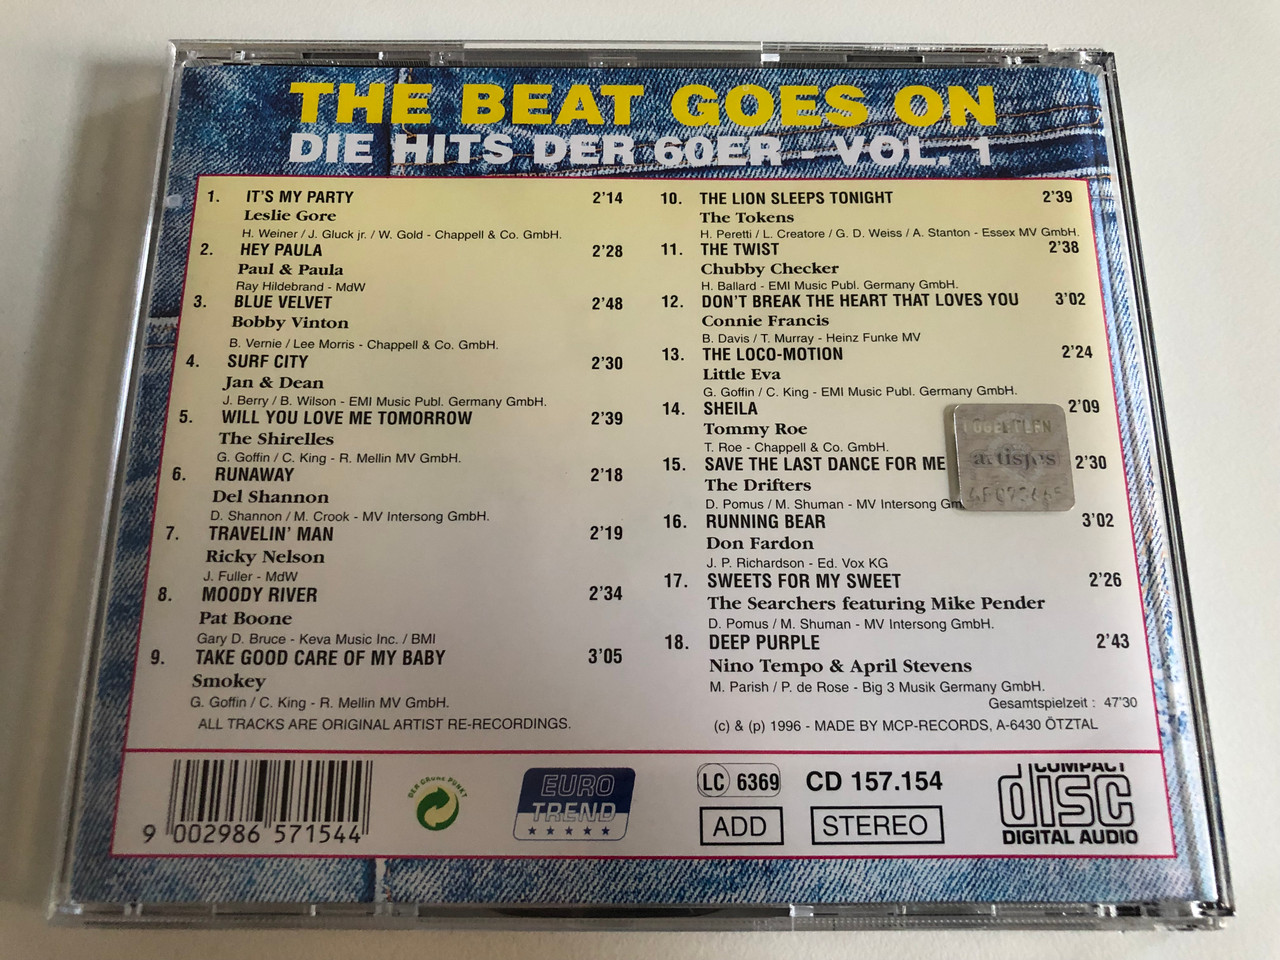 THE BEAT GOES ON
DIE HITS DER 60ER - VOL. 1
1. IT'S MY PARTY 2'14
Leslie Gore
H. Weiner / J. Gluck jr. / W. Gold - Chappell & Co. GmbH.
2. HEY PAULA 2'28
Paul & Paula
Ray Hildebrand - MdW
3. BLUE VELVET 2'48
Bobby Vinton
B. Vernie / Lee Morris - Chappell & Co. GmbH.
4. SURF CITY 2'30
Jan & Dean
J. Berry / B. Wilson - EMI Music Publ. Germany GmbH.
5. WILL YOU LOVE ME TOMORROW 2'39
The Shirelles
G. Goffin / C. King - R. Mellin MV GmbH.
6. RUNAWAY 2'18
Del Shannon
D. Shannon / M. Crook - MV Intersong GmbH.
7. TRAVELIN' MAN 2'19
Ricky Nelson
J. Fuller - MdW
8. MOODY RIVER 2'34
Pat Boone
Gary D. Bruce - Keva Music Inc. / BMI
9. TAKE GOOD CARE OF MY BABY 3'05
Smokey
G. Goffin / C. King - R. Mellin MV GmbH.
ALL TRACKS ARE ORIGINAL ARTIST RE-RECORDINGS.
10. THE LION SLEEPS TONIGHT 2'39
The Tokens
H. Peretti / L. Creatore / G. D. Weiss / A. Stanton - Essex MV GmbH.
11. THE TWIST 2'38
Chubby Checker
H. Ballard - EMI Music Publ. Germany GmbH.
12. DON'T BREAK THE HEART THAT LOVES YOU 3'02
Connie Francis
B. Davis / T. Murray - Heinz Funke MV
13. THE LOCO-MOTION 2'24
Little Eva
G. Goffin / C. King - EMI Music Publ. Germany GmbH.
14. SHEILA 2'09
Tommy Roe
T. Roe - Chappell & Co. GmbH.
15. SAVE THE LAST DANCE FOR ME 2'30
The Drifters
D. Pomus / M. Shuman - MV Intersong
artisjus
16. RUNNING BEAR 3'02
Don Fardon
J. P. Richardson - Ed. Vox KG
17. SWEETS FOR MY SWEET 2'26
The Searchers featuring Mike Pender
D. Pomus / M. Shuman - MV Intersong GmbH.
18. DEEP PURPLE 2'43
Nino Tempo & April Stevens
M. Parish / P. de Rose - Big 3 Musik Germany GmbH.
Gesamtspielzeit : 47'30
(c) & (p) 1996 - MADE BY MCP-RECORDS, A-6430 ÖTZTAL
9 002986 571544
DER GRÜNE PUNKT
EURO
TREND
LC 6369
CD 157.154
ADD
STEREO
COMPACT
disc
DIGITAL AUDIO